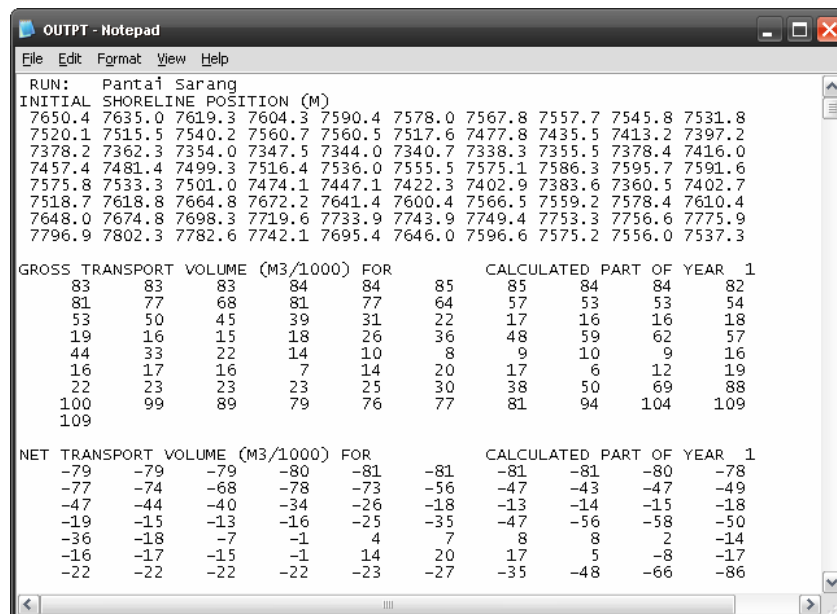 OUTPT - Notepad
File Edit Format View Help
RUN: Pantai Sarang
INITIAL SHORELINE POSITION (M)
7650.4 7635.0 7619.3 7604.3 7590.4 7578.0 7567.8 7557.7 7545.8 7531.8
7520.1 7515.5 7540.2 7560.7 7560.5 7517.6 7477.8 7435.5 7413.2 7397.2
7378.2 7362.3 7354.0 7347.5 7344.0 7340.7 7338.3 7355.5 7378.4 7416.0
7457.4 7481.4 7499.3 7516.4 7536.0 7555.5 7575.1 7586.3 7595.7 7591.6
7575.8 7533.3 7501.0 7474.1 7447.1 7422.3 7402.9 7383.6 7360.5 7402.7
7518.7 7618.8 7664.8 7672.2 7641.4 7600.4 7566.5 7559.2 7578.4 7610.4
7648.0 7674.8 7698.3 7719.6 7733.9 7743.9 7749.4 7753.3 7756.6 7775.9
7796.9 7802.3 7782.6 7742.1 7695.4 7646.0 7596.6 7575.2 7556.0 7537.3
GROSS TRANSPORT VOLUME (M3/1000) FOR CALCULATED PART OF YEAR 1
83 83 83 84 84 85 85 84 84 82
81 77 68 81 77 64 57 53 53 54
53 50 45 39 31 22 17 16 16 18
19 16 15 18 26 36 48 59 62 57
44 33 22 14 10 8 9 10 9 16
16 17 16 7 14 20 17 6 12 19
22 23 23 23 25 30 38 50 69 88
100 99 89 79 76 77 81 94 104 109
109
NET TRANSPORT VOLUME (M3/1000) FOR CALCULATED PART OF YEAR 1
-79 -79 -79 -80 -81 -81 -81 -81 -80 -78
-77 -74 -68 -78 -73 -56 -47 -43 -47 -49
-47 -44 -40 -34 -26 -18 -13 -14 -15 -18
-19 -15 -13 -16 -25 -35 -47 -56 -58 -50
-36 -18 -7 -1 4 7 8 8 2 -14
-16 -17 -15 -1 14 20 17 5 -8 -17
-22 -22 -22 -22 -23 -27 -35 -48 -66 -86